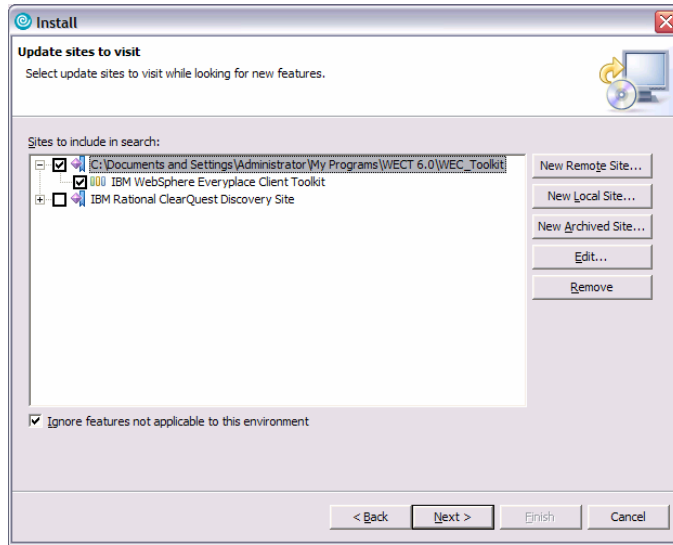 Install
Update sites to visit
Select update sites to visit while looking for new features.
Sites to include in search:
C:\Documents and Settings\Administrator\My Programs\WECT 6.0\WEC_Toolkit
IBM WebSphere Everyplace Client Toolkit
IBM Rational ClearQuest Discovery Site
New Remote Site...
New Local Site...
New Archived Site...
Edit...
Remove
Ignore features not applicable to this environment
< Back
Next >
Finish
Cancel